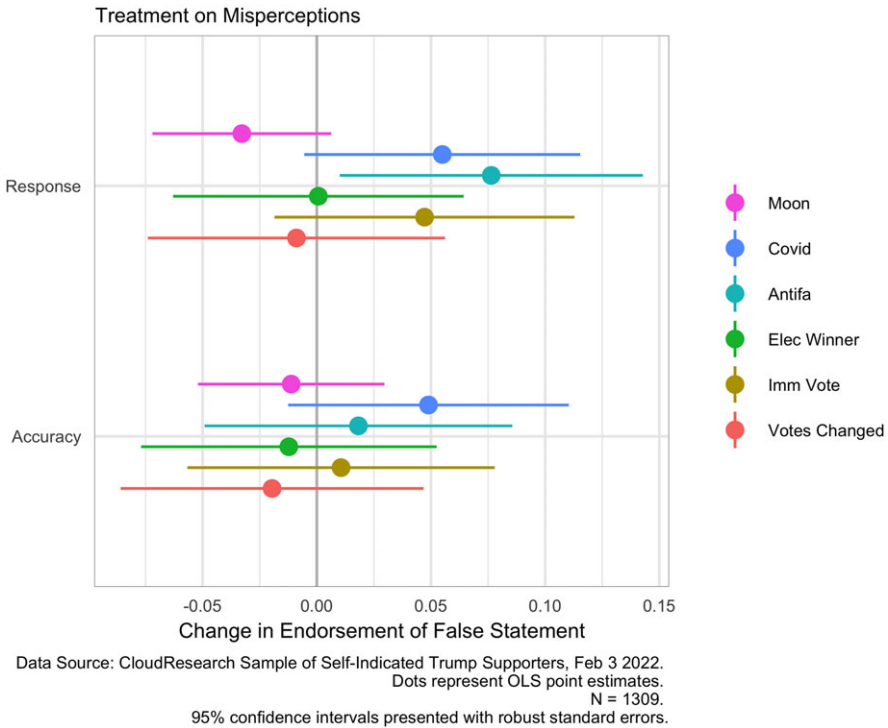 Treatment on Misperceptions
Response
Accuracy
-0.05
0.00
0.05
0.10
0.15
Change in Endorsement of False Statement
Moon
Covid
Antifa
Elec Winner
Imm Vote
Votes Changed
Data Source: CloudResearch Sample of Self-Indicated Trump Supporters, Feb 3 2022.
Dots represent OLS point estimates.
N = 1309.
95% confidence intervals presented with robust standard errors.